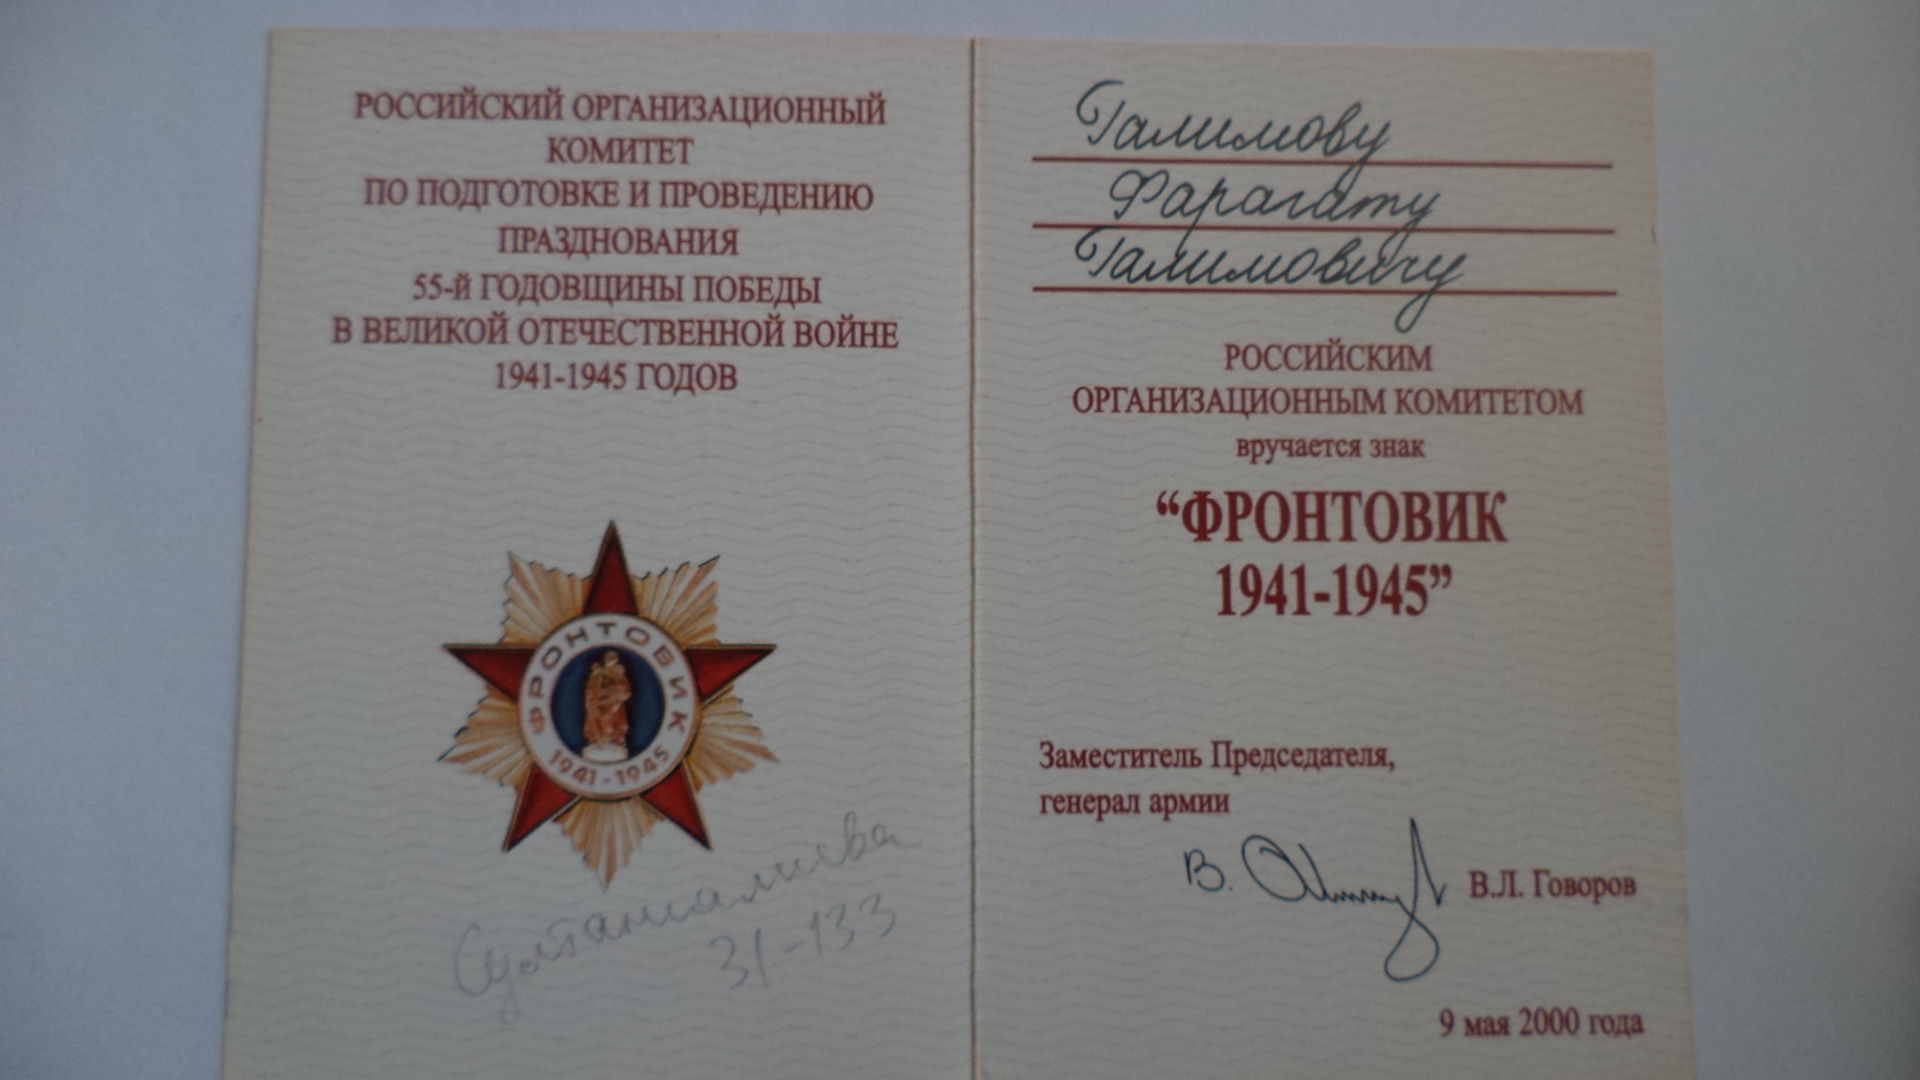 РОССИЙСКИЙ ОРГАНИЗАЦИОННЫЙ
КОМИТЕТ
ПО ПОДГОТОВКЕ И ПРОВЕДЕНИЮ
ПРАЗДНОВАНИЯ
55-й ГОДОВЩИНЫ ПОБЕДЫ
В ВЕЛИКОЙ ОТЕЧЕСТВЕННОЙ ВОЙНЕ
1941-1945 ГОДОВ
ФРОНТОВИК
1941-1945
31-133
Галимову
Фарагату
Галимовичу
РОССИЙСКИМ
ОРГАНИЗАЦИОННЫМ КОМИТЕТОМ
вручается знак
“ФРОНТОВИК
1941-1945”
Заместитель Председателя,
генерал армии
В.Л. Говоров
9 мая 2000 года